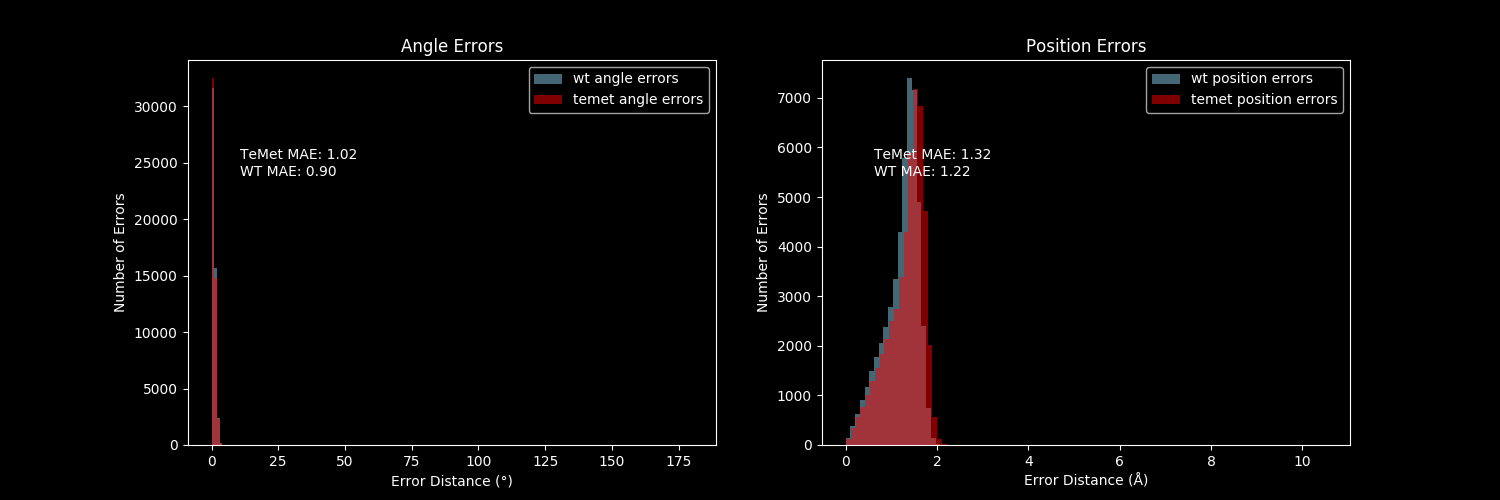 Angle Errors
Number of Errors
30000
25000
20000
15000
10000
5000
0
wt angle errors
temet angle errors
TeMet MAE: 1.02
WT MAE: 0.90
0 25 50 75 100 125 150 175
Error Distance (°)
Position Errors
Number of Errors
7000
6000
5000
4000
3000
2000
1000
0
wt position errors
temet position errors
TeMet MAE: 1.32
WT MAE: 1.22
0 2 4 6 8 10
Error Distance (Å)